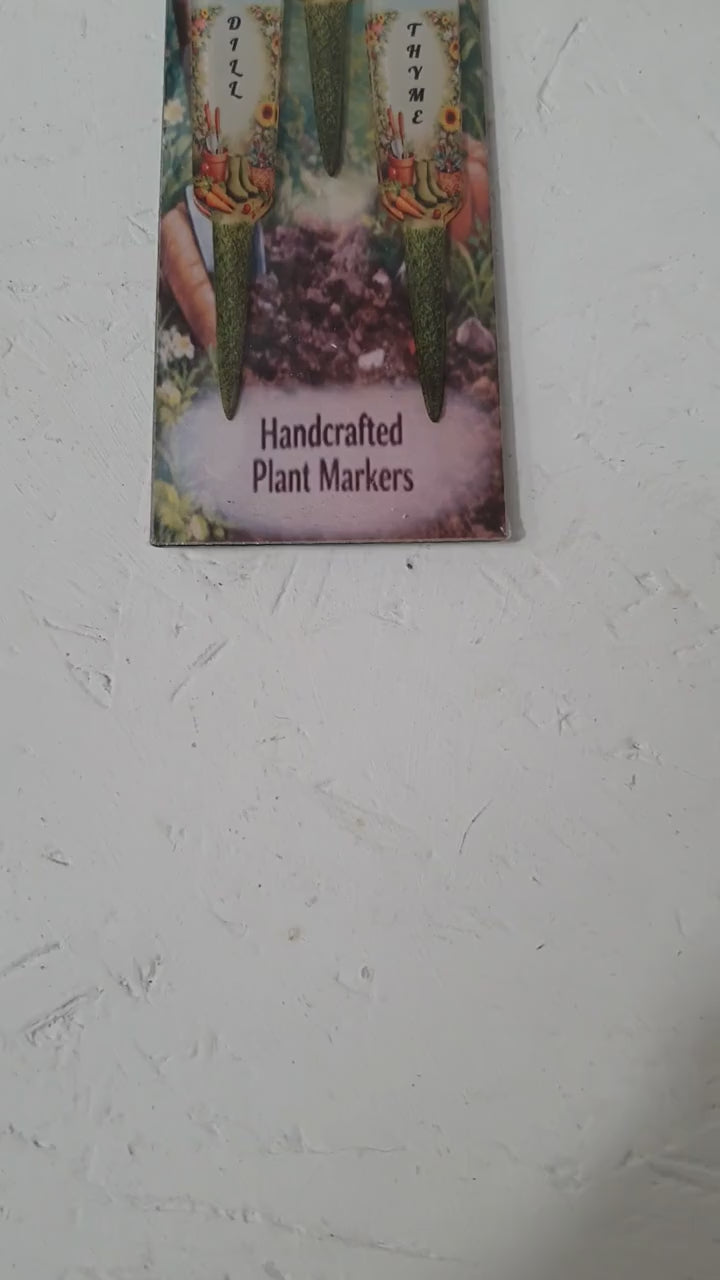 DILL
THYME
Handcrafted
Plant Markers